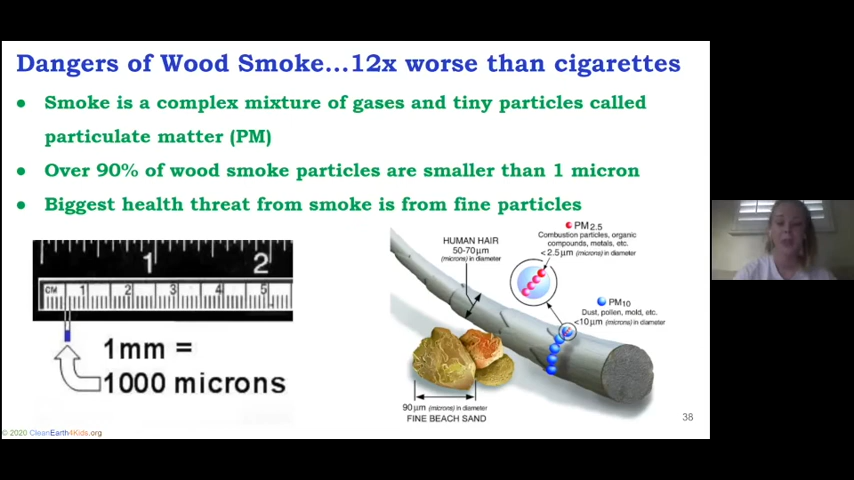 Dangers of Wood Smoke...12x worse than cigarettes
● Smoke is a complex mixture of gases and tiny particles called
particulate matter (PM)
● Over 90% of wood smoke particles are smaller than 1 micron
● Biggest health threat from smoke is from fine particles
1 2
CM 1 2 3 4 5
1mm =
1000 microns
HUMAN HAIR
50-70µm
(microns) in diameter
PM2.5
Combustion particles, organic
compounds, metals, etc.
<2.5µm (microns) in diameter
PM10
Dust, pollen, mold, etc.
<10µm (microns) in diameter
90µm (microns) in diameter
FINE BEACH SAND
38
© 2020 CleanEarth4Kids.org